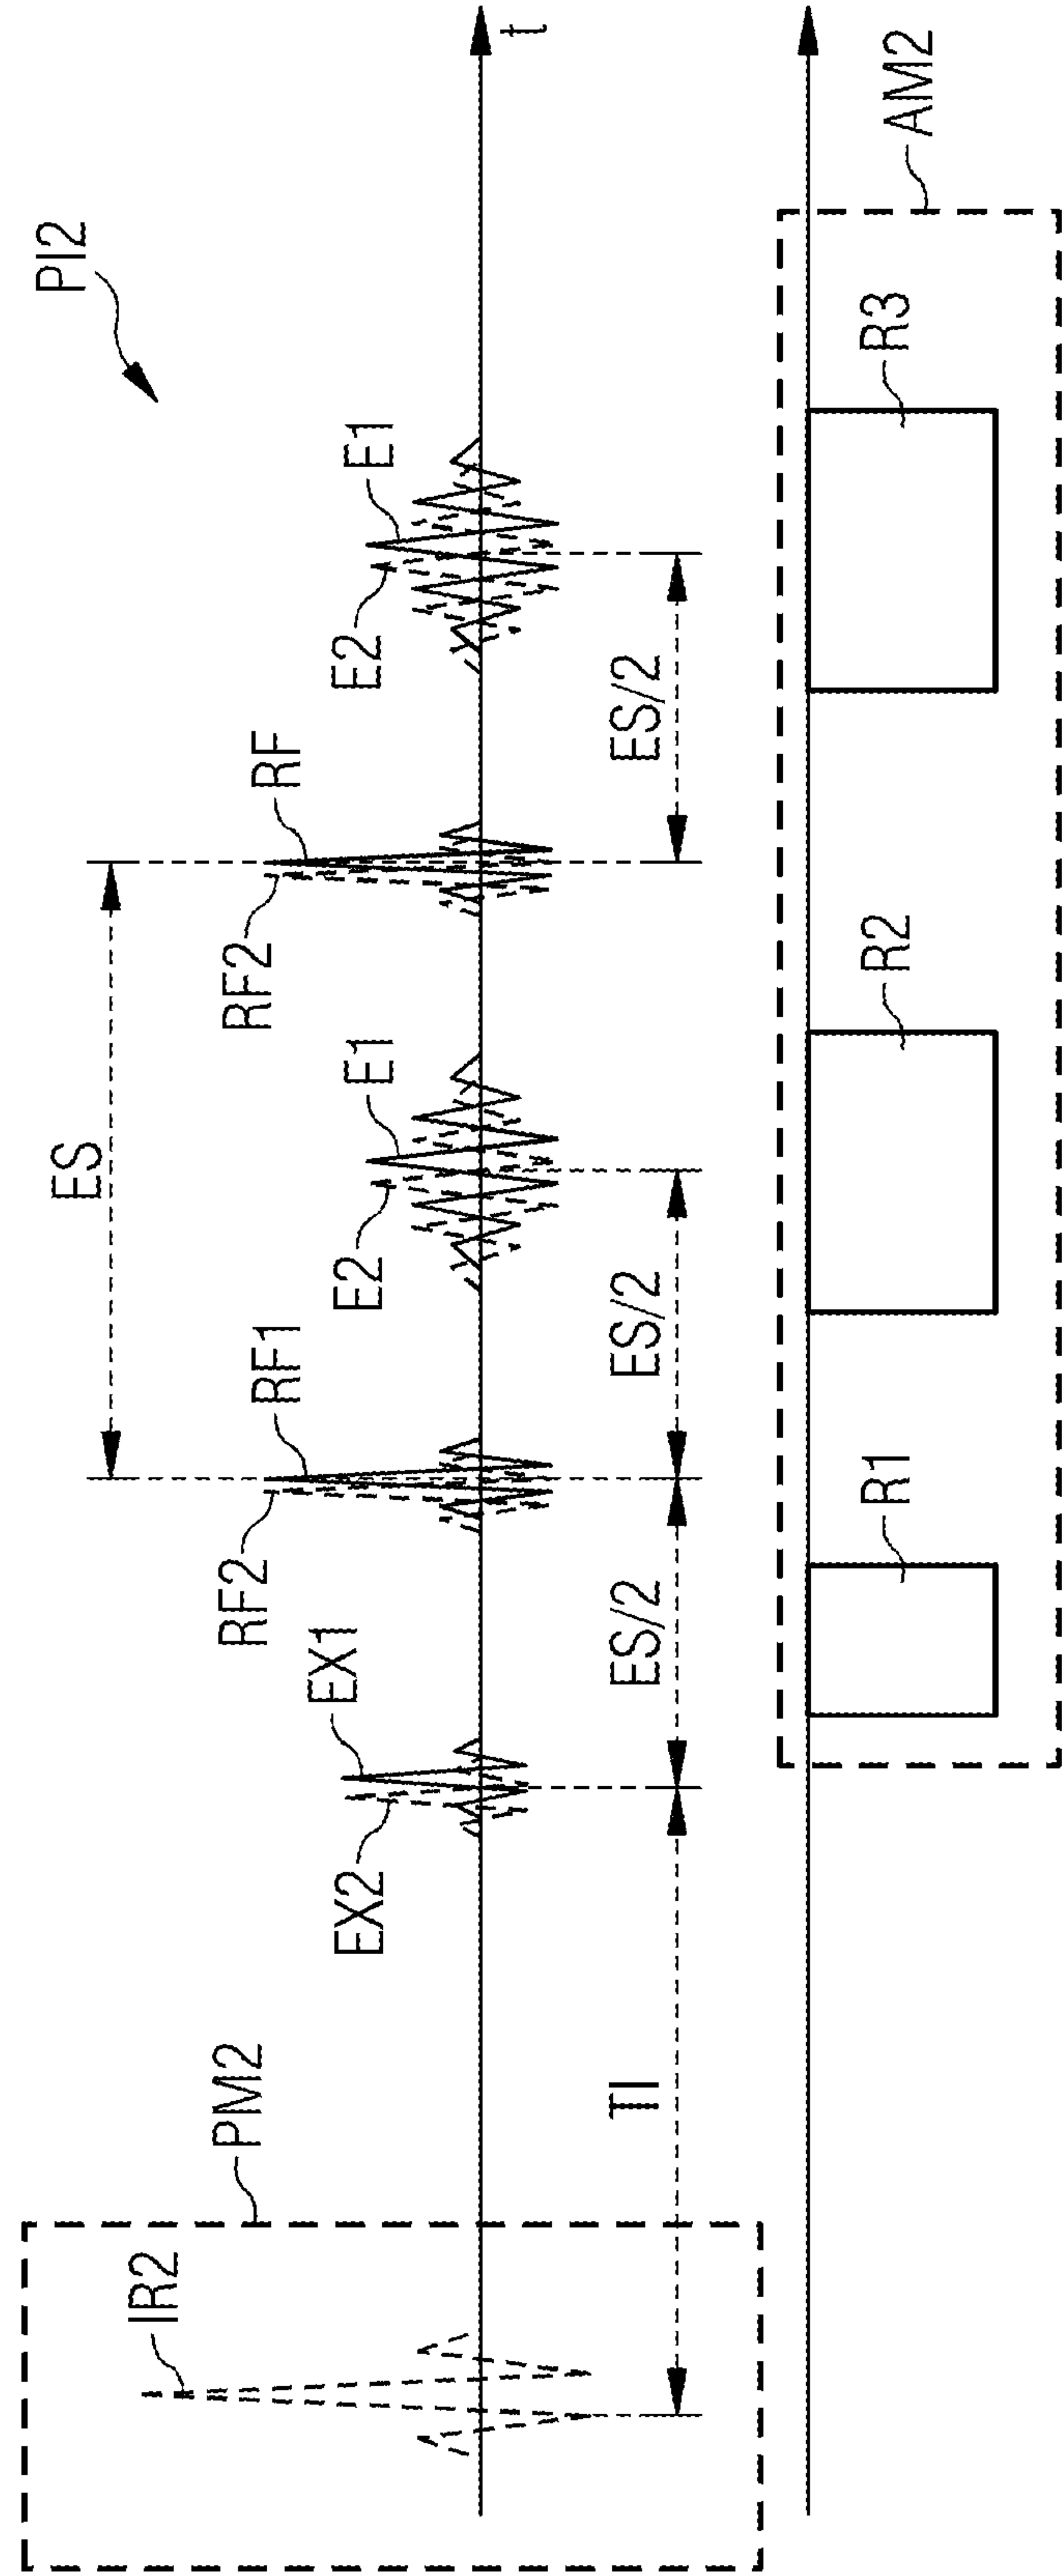 PI2
t
ES
PM2
IR2
EX2
EX1
RF2
RF1
E2
E1
RF2
RF
E2
E1
TI
ES/2
ES/2
ES/2
R1
R2
R3
AM2